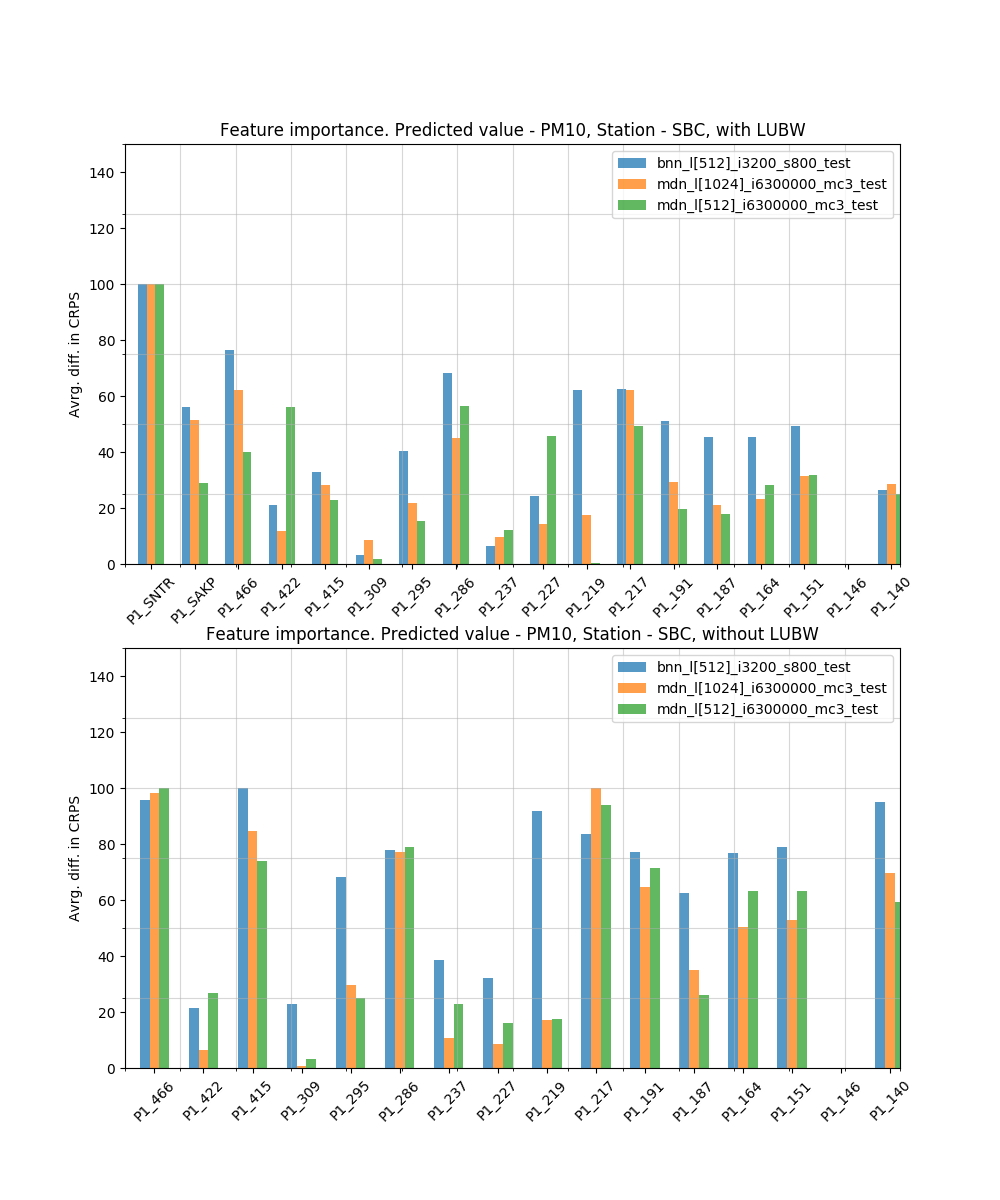 Feature importance. Predicted value - PM10, Station - SBC, with LUBW
bnn_l[512]_i3200_s800_test
mdn_l[1024]_i6300000_mc3_test
mdn_l[512]_i6300000_mc3_test
140
120
100
80
60
40
20
0
Avrg. diff. in CRPS
P1_SNTR
P1_SAKP
P1_466
P1_422
P1_415
P1_309
P1_295
P1_286
P1_237
P1_227
P1_219
P1_217
P1_191
P1_187
P1_164
P1_151
P1_146
P1_140
Feature importance. Predicted value - PM10, Station - SBC, without LUBW
bnn_l[512]_i3200_s800_test
mdn_l[1024]_i6300000_mc3_test
mdn_l[512]_i6300000_mc3_test
140
120
100
80
60
40
20
0
Avrg. diff. in CRPS
P1_466
P1_422
P1_415
P1_309
P1_295
P1_286
P1_237
P1_227
P1_219
P1_217
P1_191
P1_187
P1_164
P1_151
P1_146
P1_140